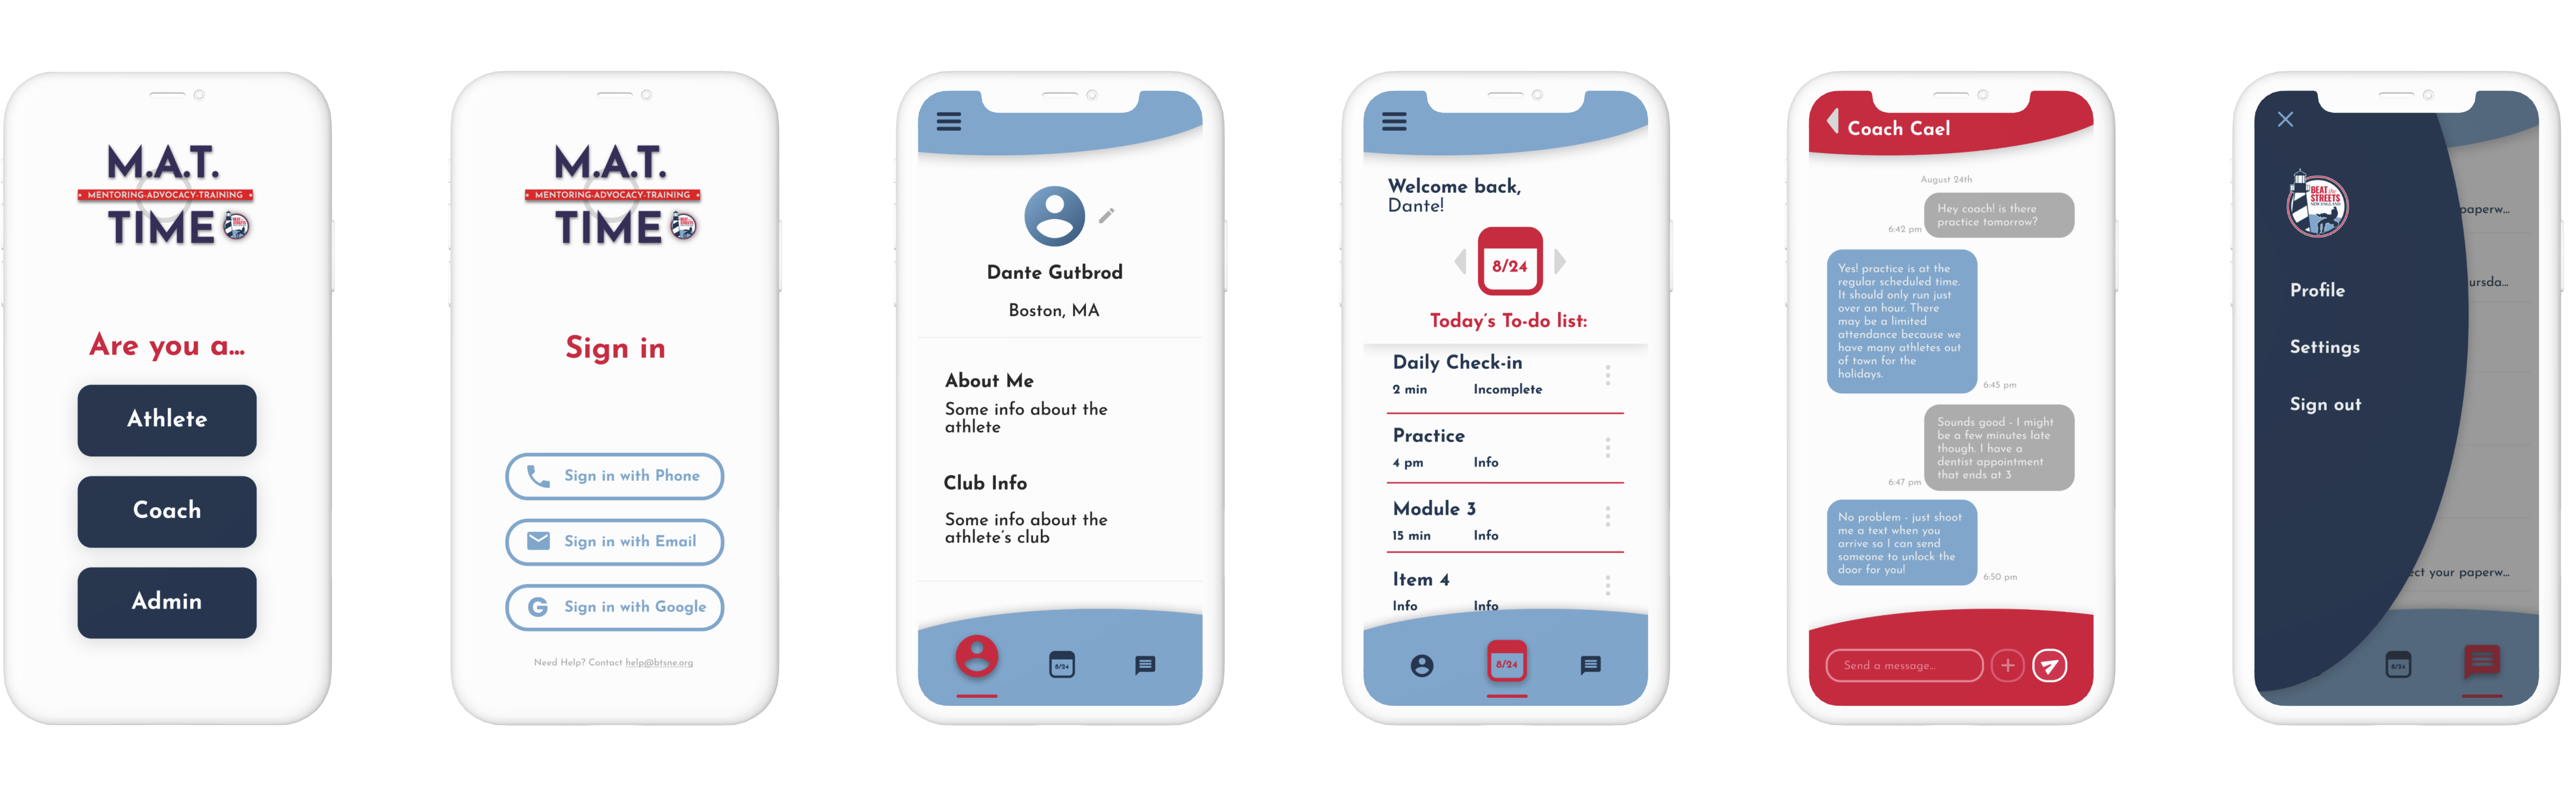 M.A.T.
MENTORING-ADVOCACY-TRAINING
TIME
BEAT the
STREETS
Are you a...
Athlete
Coach
Admin
M.A.T.
MENTORING-ADVOCACY-TRAINING
TIME
BEAT the
STREETS
Sign in
Sign in with Phone
Sign in with Email
G Sign in with Google
Need Help? Contact help@btsne.org
Dante Gutbrod
Boston, MA
About Me
Some info about the
athlete
Club Info
Some info about the
athlete's club
8/24
Welcome back,
Dante!
8/24
Today's To-do list:
Daily Check-in
2 min Incomplete
Practice
4 pm Info
Module 3
15 min Info
Item 4
Info Info
8/24
Coach Cael
August 24th
Hey coach! is there
practice tomorrow?
6:42 pm
Yes! practice is at the
regular scheduled time.
It should only run just
over an hour. There
may be a limited
attendance because we
have many athletes out
of town for the
holidays.
6:45 pm
Sounds good - I might
be a few minutes late
though. I have a
dentist appointment
that ends at 3
6:47 pm
No problem - just shoot
me a text when you
arrive so I can send
someone to unlock the
door for you!
6:50 pm
Send a message...
BEAT the
STREETS
NEW ENGLAND
paperw...
Profile
ursda...
Settings
Sign out
ect your paperw...
8/24